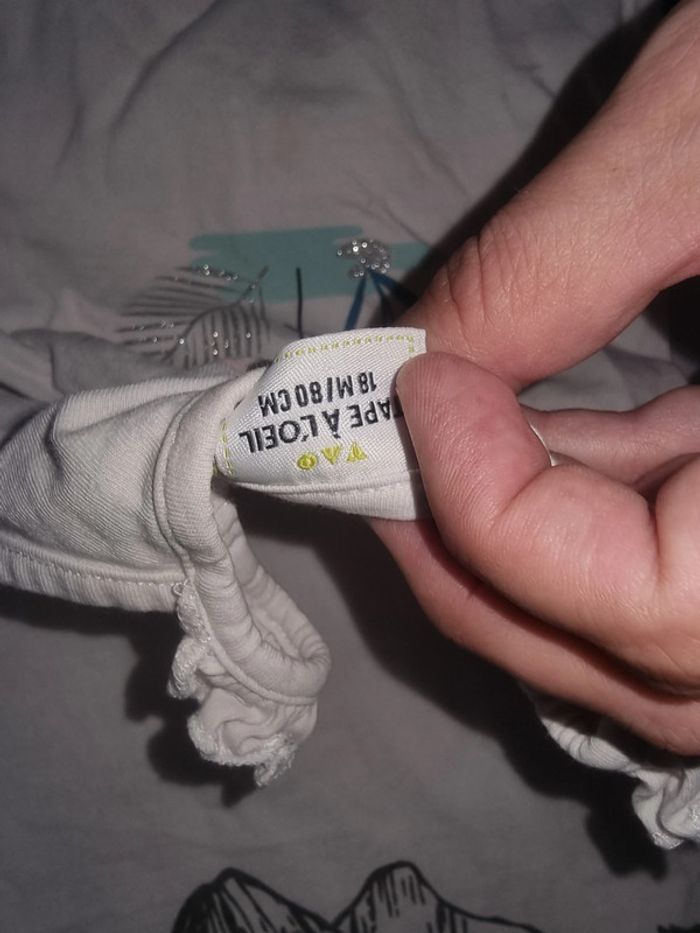 TAO
TAPE À L'OEIL
18 M/80 CM